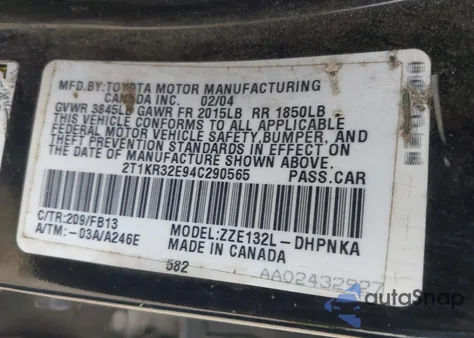 MFD.BY:TOYOTA MOTOR MANUFACTURING
CANADA INC. 02/04
GVWR 3845LB GAWR FR 2015LB RR 1850LB
THIS VEHICLE CONFORMS TO ALL APPLICABLE
FEDERAL MOTOR VEHICLE SAFETY,BUMPER, AND
THEFT PREVENTION STANDARDS IN EFFECT ON
THE DATE OF MANUFACTURE SHOWN ABOVE.
2T1KR32E94C290565 PASS.CAR
C/TR:209/FB13 MODEL:ZZE132L-DHPNKA
A/TM:-03A/A246E MADE IN CANADA
582 AA02432927
autoSnap